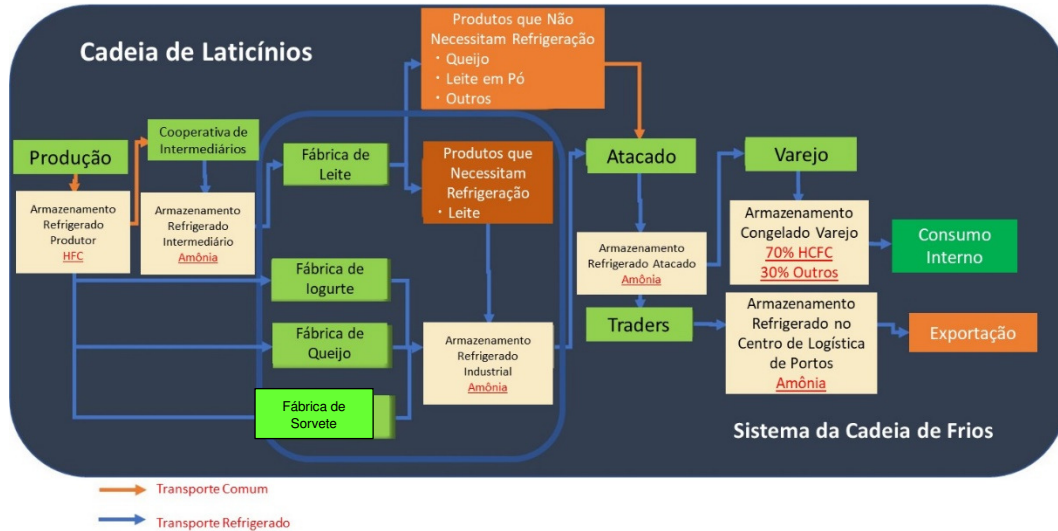 Cadeia de Laticínios
Produtos que Não
Necessitam Refrigeração
· Queijo
· Leite em Pó
· Outros
Produção
Cooperativa de
Intermediários
Fábrica de
Leite
Produtos que
Necessitam
Refrigeração
· Leite
Atacado
Varejo
Armazenamento
Refrigerado
Produtor
HFC
Armazenamento
Refrigerado
Intermediário
Amônia
Armazenamento
Refrigerado Atacado
Amônia
Armazenamento
Congelado Varejo
70% HCFC
30% Outros
Consumo
Interno
Fábrica de
Iogurte
Fábrica de
Queijo
Fábrica de
Sorvete
Armazenamento
Refrigerado
Industrial
Amônia
Traders
Armazenamento
Refrigerado no
Centro de Logística
de Portos
Amônia
Exportação
Sistema da Cadeia de Frios
Transporte Comum
Transporte Refrigerado